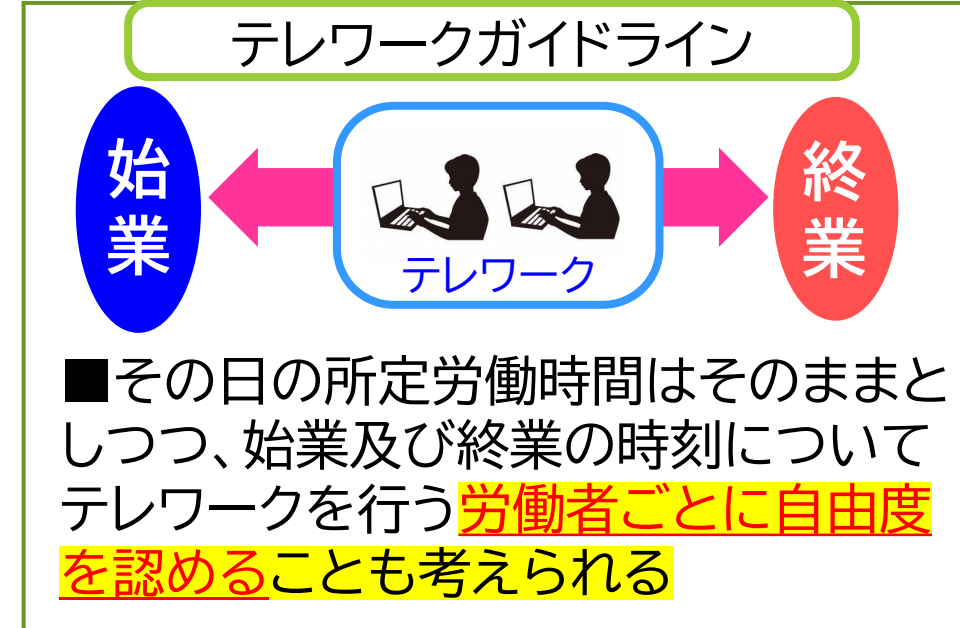 テレワークガイドライン
始業
終業
テレワーク
■その日の所定労働時間はそのままと
しつつ、始業及び終業の時刻について
テレワークを行う労働者ごとに自由度
を認めることも考えられる